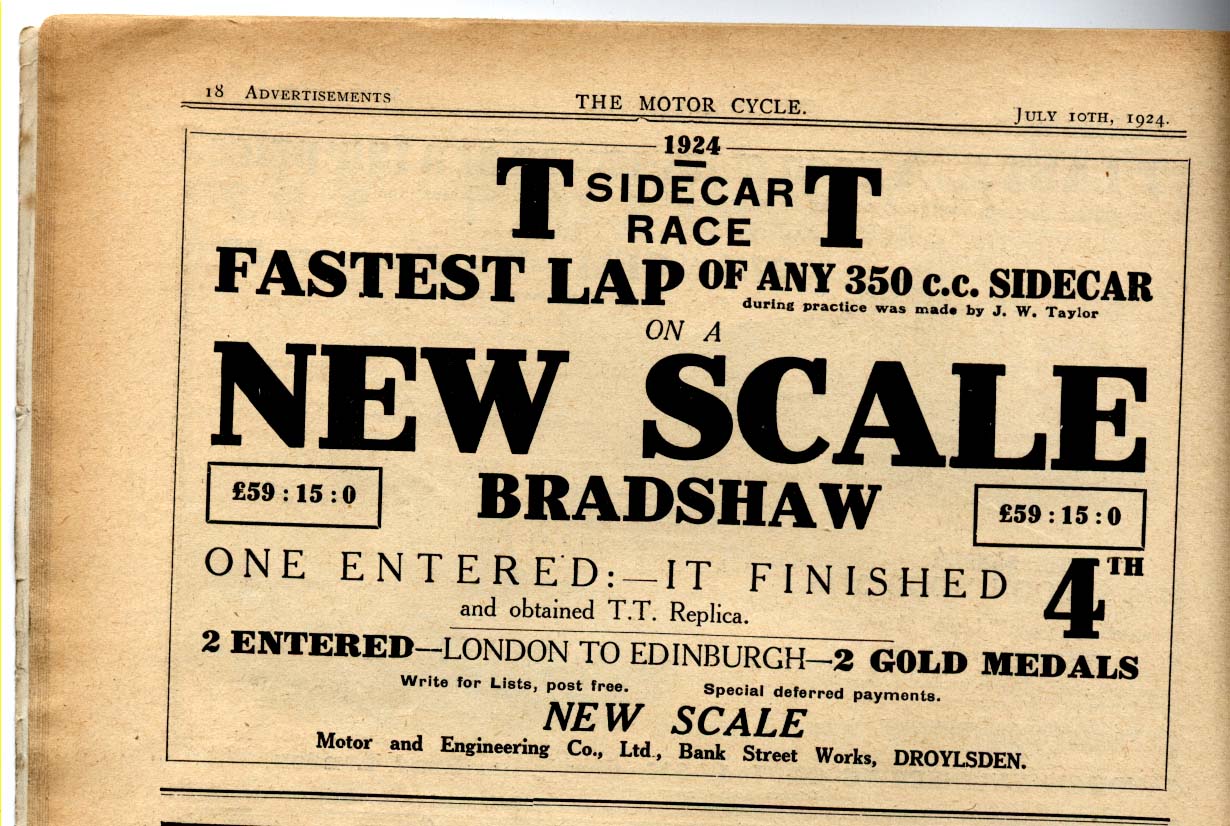 18 Advertisements THE MOTOR CYCLE. July 10th, 1924.
1924
T SIDECAR RACE T
FASTEST LAP OF ANY 350 c.c. SIDECAR
during practice was made by J. W. Taylor
ON A
NEW SCALE
£59 : 15 : 0 BRADSHAW £59 : 15 : 0
ONE ENTERED:—IT FINISHED 4TH
and obtained T.T. Replica.
2 ENTERED—LONDON TO EDINBURGH—2 GOLD MEDALS
Write for Lists, post free. Special deferred payments.
NEW SCALE
Motor and Engineering Co., Ltd., Bank Street Works, DROYLSDEN.